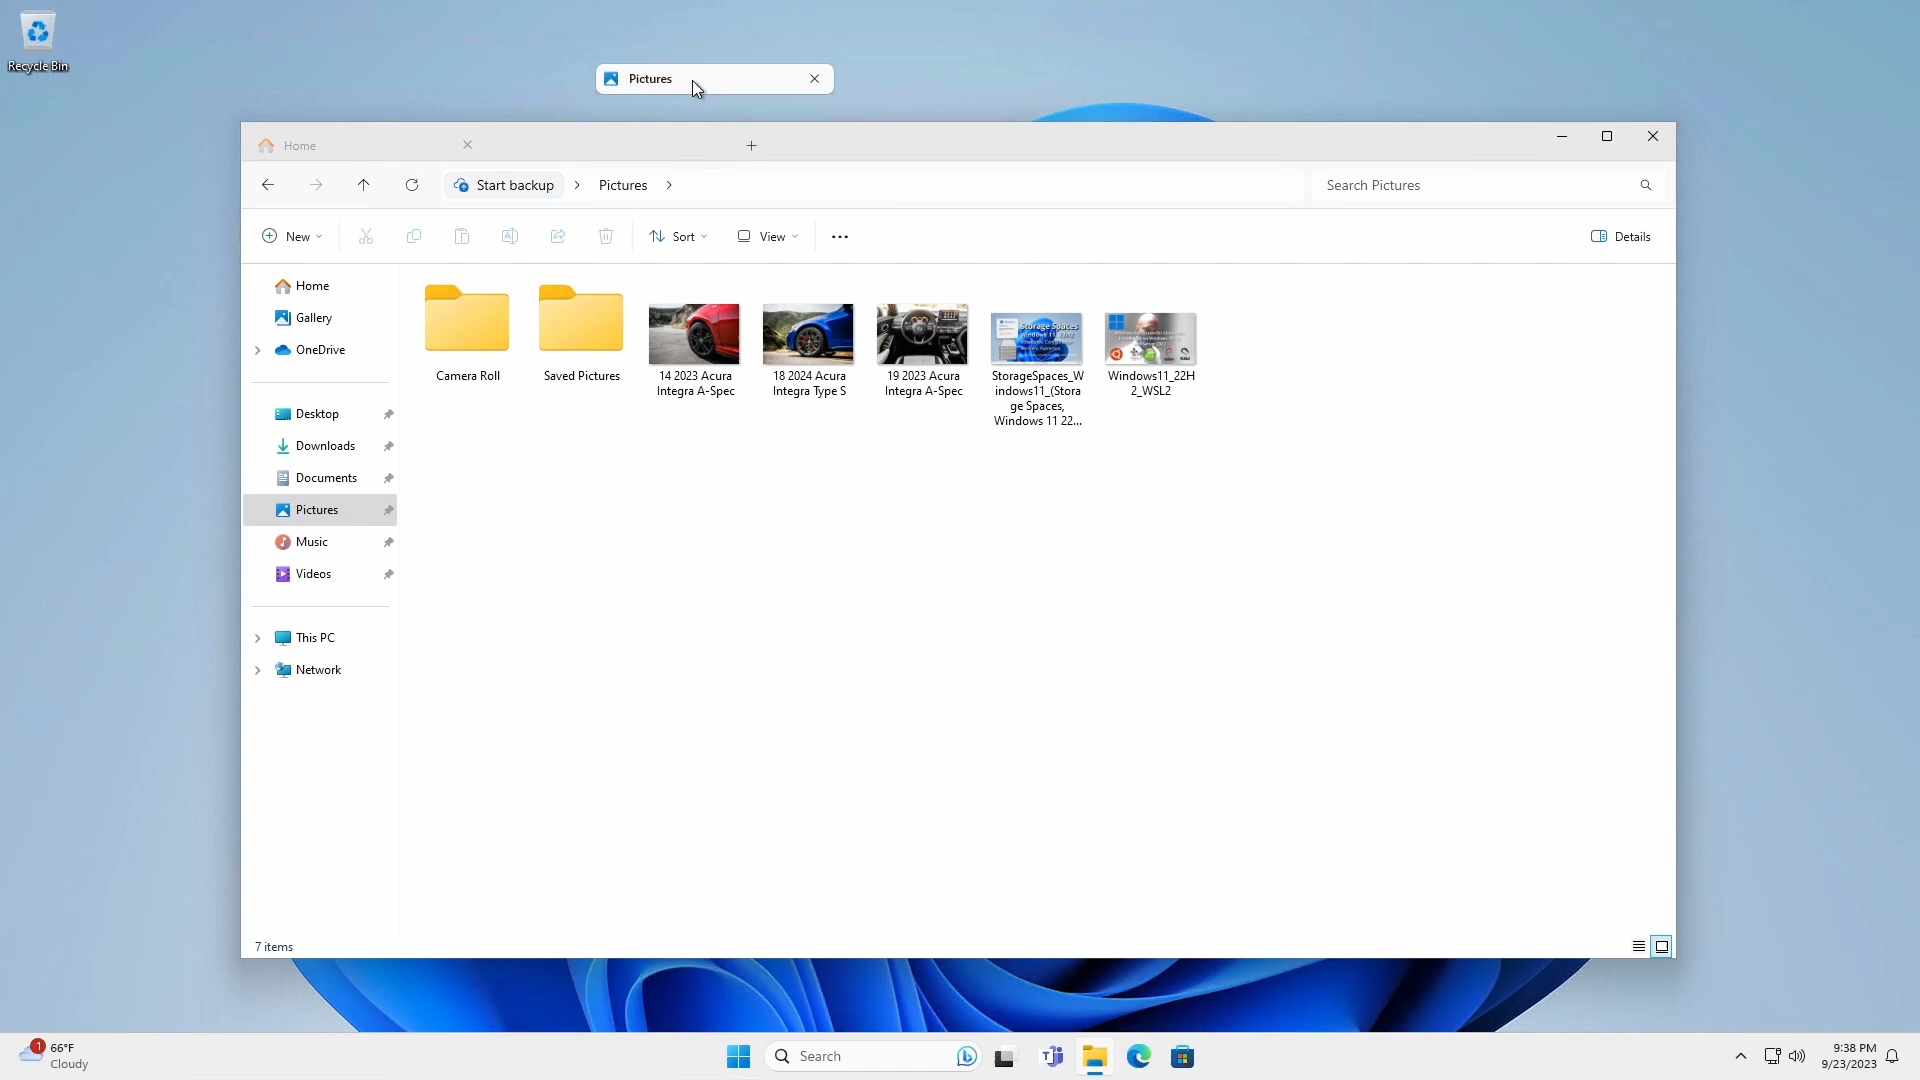 Recycle Bin
Pictures
Home
Start backup
Pictures
Search Pictures
New
Sort
View
Details
Home
Gallery
OneDrive
Desktop
Downloads
Documents
Pictures
Music
Videos
This PC
Network
Camera Roll
Saved Pictures
14 2023 Acura
Integra A-Spec
18 2024 Acura
Integra Type S
19 2023 Acura
Integra A-Spec
Storage Spaces
StorageSpaces_W
indows11_(Stora
ge Spaces,
Windows 11 22...
Windows11_22H
2_WSL2
7 items
1
66°F
Cloudy
Search
9:38 PM
9/23/2023